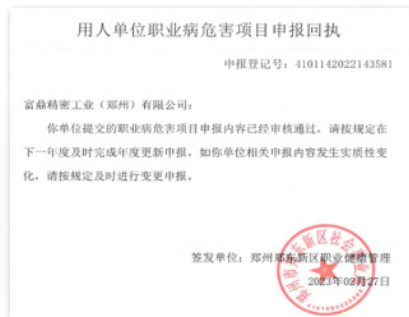 用人单位职业病危害项目申报回执
申报登记号：4101142022143581
富鼎精密工业（郑州）有限公司：
你单位提交的职业病危害项目申报内容已经审核通过，请按规定在
下一年度及时完成年度更新申报，如你单位相关申报内容发生实质性变
化，请按规定及时进行变更申报。
签发单位：郑州郑东新区职业健康管理
2023年02月27日